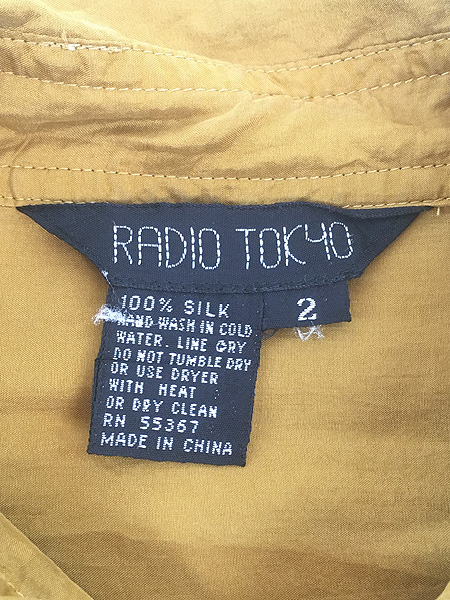 RADIO TOKYO
100% SILK
2
HAND WASH IN COLD
WATER. LINE GRY
DO NOT TUMBLE DRY
OR USE DRYER
WITH HEAT
OR DRY CLEAN
RN 55367
MADE IN CHINA